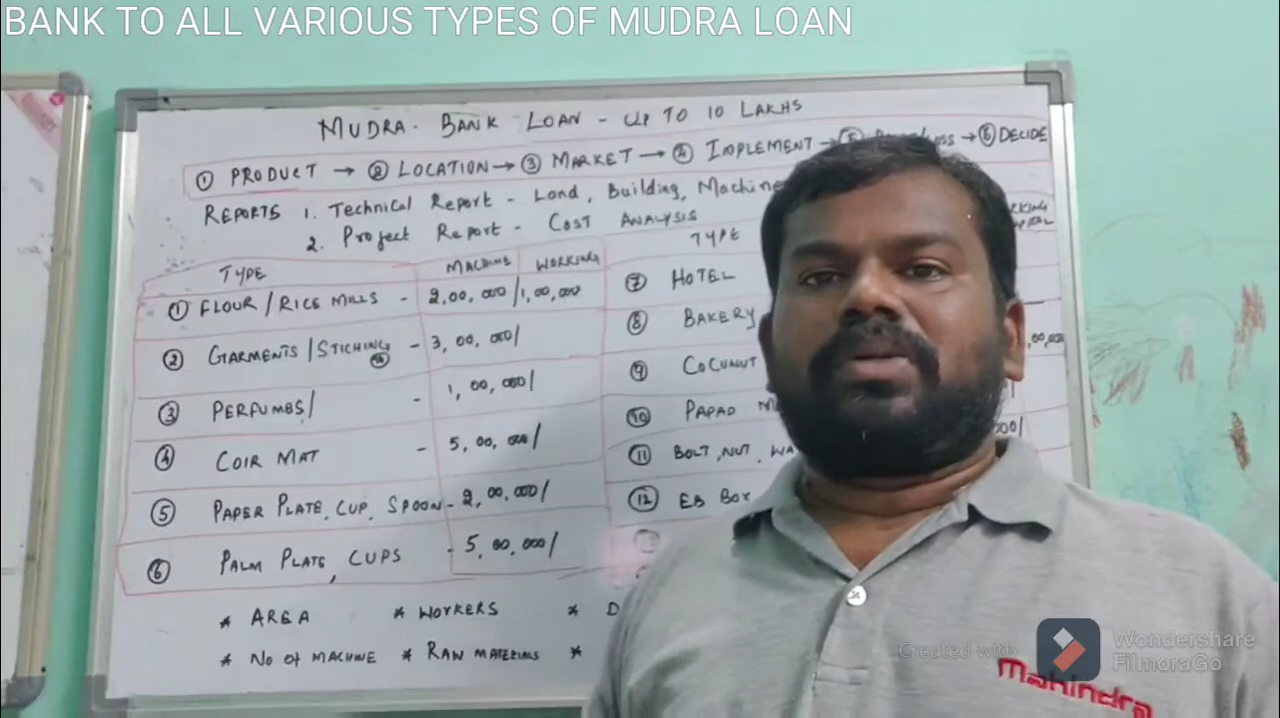 BANK TO ALL VARIOUS TYPES OF MUDRA LOAN
MUDRA. BANK LOAN - UP TO 10 LAKHS
① PRODUCT → ② LOCATION → ③ MARKET → ④ IMPLEMENT → ⑤ → ⑥ DECIDE
REPORTS 1. Technical Report - Land, Building, Machine
2. Project Report - COST ANALYSIS
TYPE MACHINE WORKING
① FLOUR / RICE MILLS - 2,00,000/1,00,000
② GARMENTS / STICHING - 3,00,000/
③ PERFUMBS/ - 1,00,000/
④ COIR MAT - 5,00,000/
⑤ PAPER PLATE, CUP, SPOON - 2,00,000/
⑥ PALM PLATE, CUPS - 5,00,000/
TYPE
⑦ HOTEL
⑧ BAKERY
⑨ COCUNUT
⑩ PAPAD
⑪ BOLT, NUT,
⑫ EB BOX
* AREA * WORKERS *
* NO OF MACHINE * RAW MATERIALS *
Created with Wondershare
FilmoraGo
mahindra